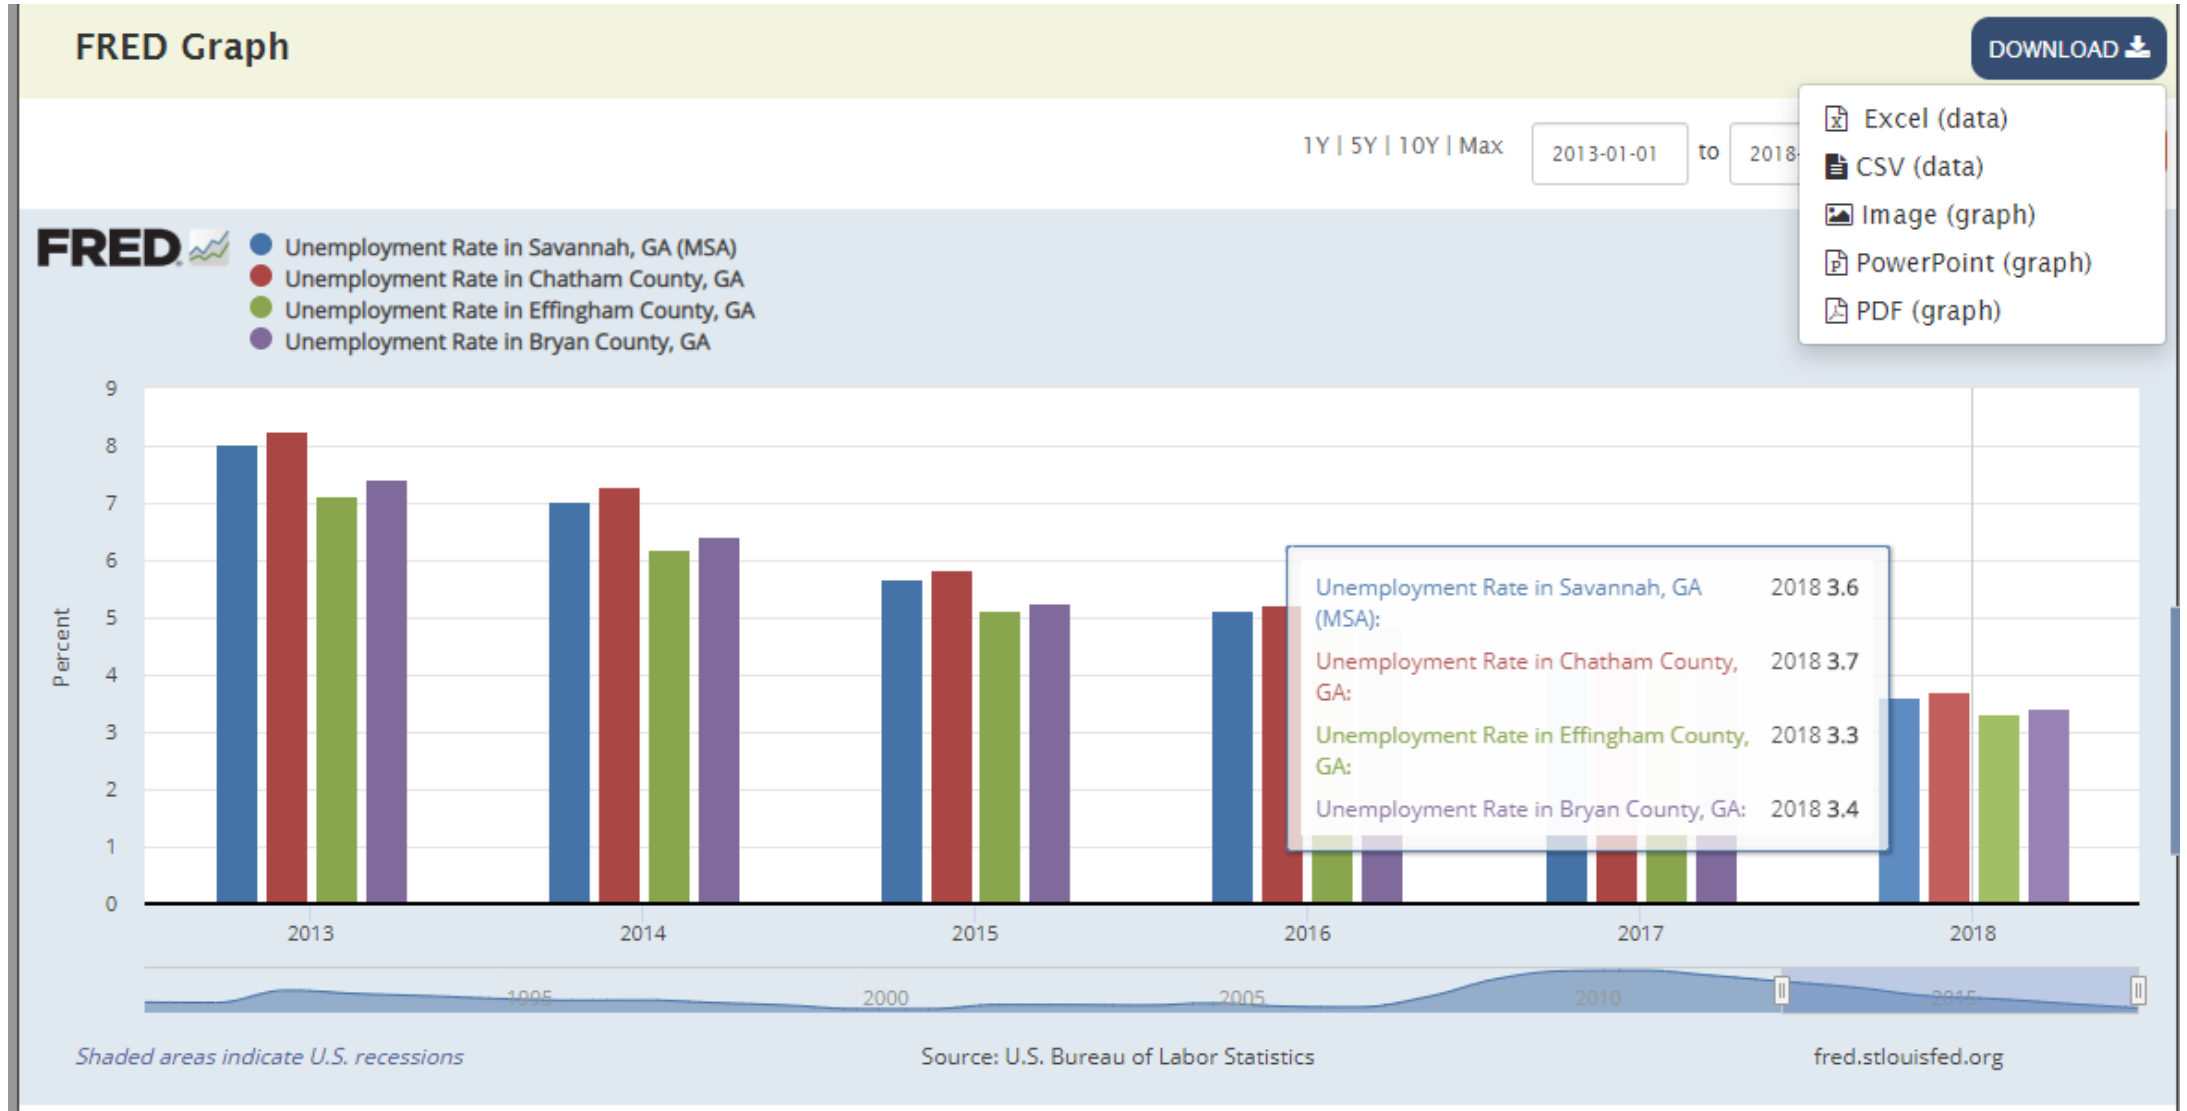 FRED Graph
DOWNLOAD
Excel (data)
CSV (data)
Image (graph)
PowerPoint (graph)
PDF (graph)
1Y | 5Y | 10Y | Max
2013-01-01 to 2018-
FRED
Unemployment Rate in Savannah, GA (MSA)
Unemployment Rate in Chatham County, GA
Unemployment Rate in Effingham County, GA
Unemployment Rate in Bryan County, GA
Percent
9
8
7
6
5
4
3
2
1
0
Unemployment Rate in Savannah, GA 2018 3.6
(MSA):
Unemployment Rate in Chatham County, 2018 3.7
GA:
Unemployment Rate in Effingham County, 2018 3.3
GA:
Unemployment Rate in Bryan County, GA: 2018 3.4
2013 2014 2015 2016 2017 2018
1995 2000 2005 2010 2015
Shaded areas indicate U.S. recessions Source: U.S. Bureau of Labor Statistics fred.stlouisfed.org